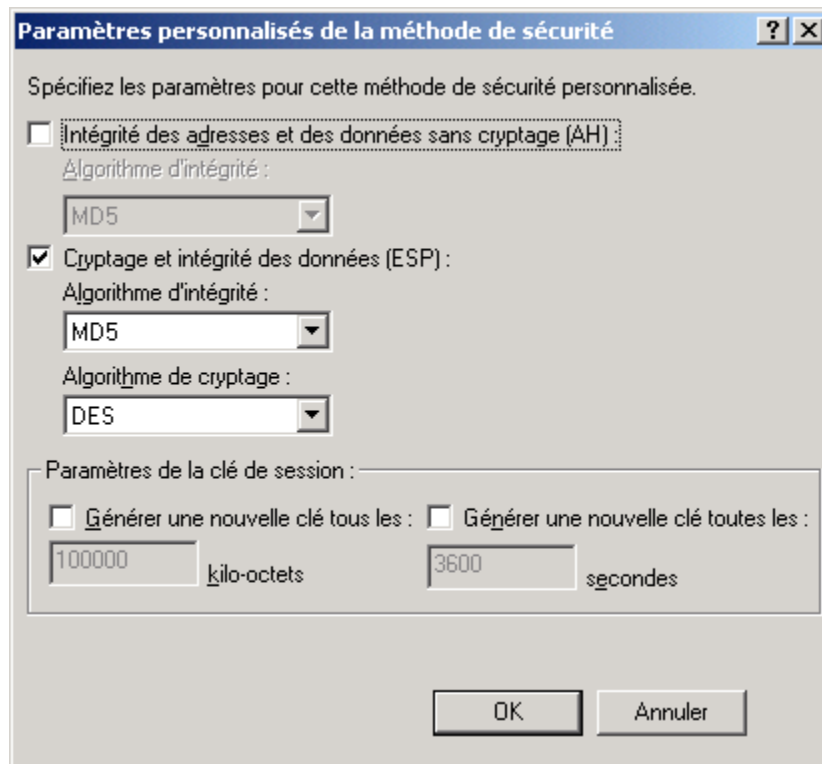 Paramètres personnalisés de la méthode de sécurité
Spécifiez les paramètres pour cette méthode de sécurité personnalisée.
Intégrité des adresses et des données sans cryptage (AH) :
Algorithme d'intégrité :
MD5
Cryptage et intégrité des données (ESP) :
Algorithme d'intégrité :
MD5
Algorithme de cryptage :
DES
Paramètres de la clé de session :
Générer une nouvelle clé tous les : Générer une nouvelle clé toutes les :
100000 kilo-octets 3600 secondes
OK Annuler